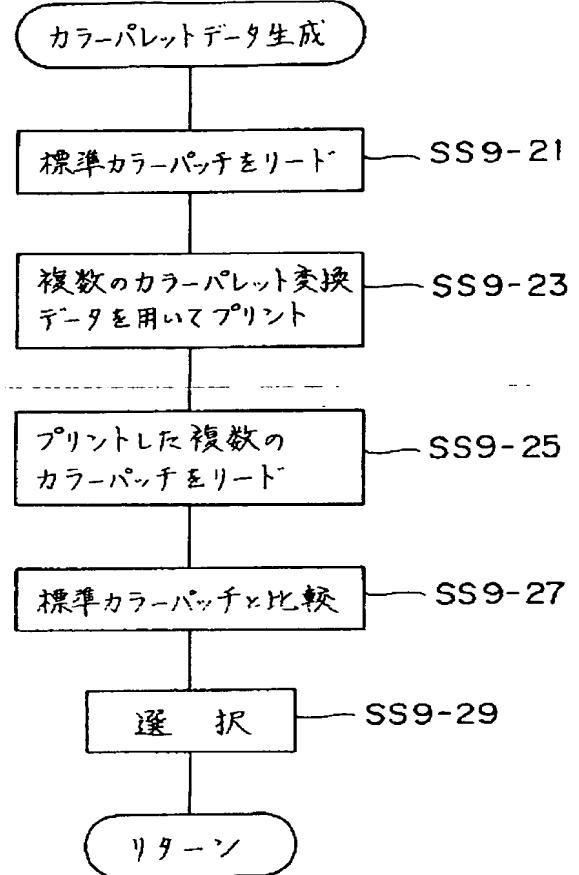 カラーパレットデータ生成
標準カラーパッチをリード
SS9-21
複数のカラーパレット変換
データを用いてプリント
SS9-23
プリントした複数の
カラーパッチをリード
SS9-25
標準カラーパッチと比較
SS9-27
選 択
SS9-29
リターン